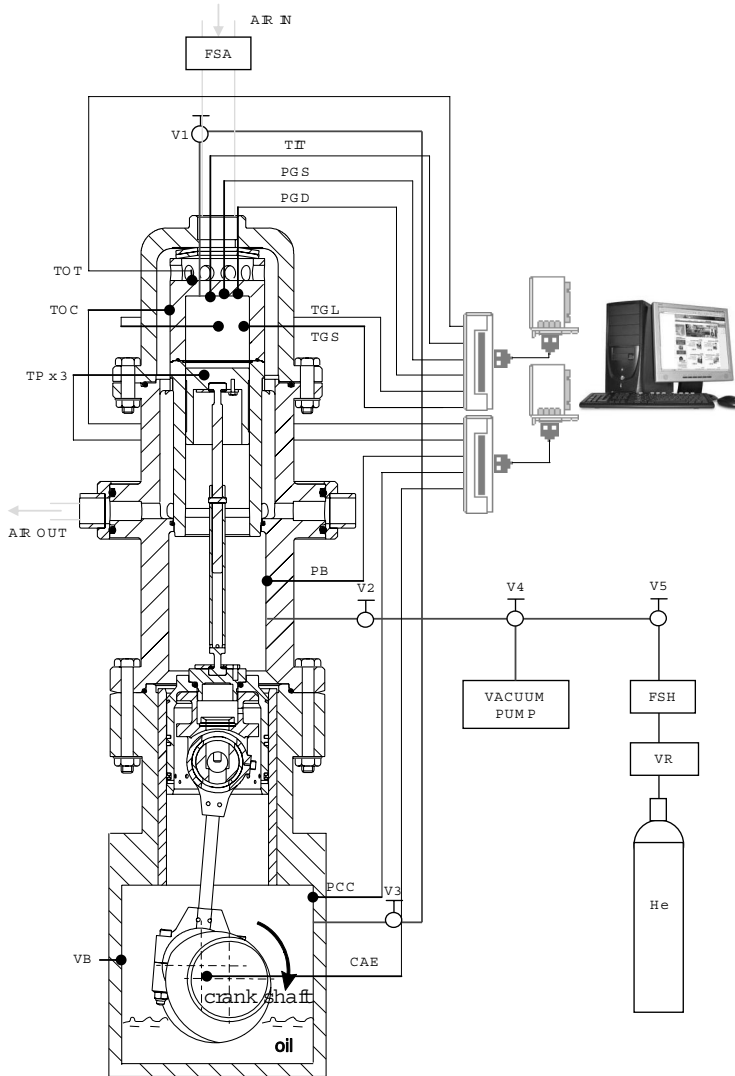 AIR IN
FSA
V1
TIT
PGS
PGD
TOT
TOC
TGL
TGS
TP x3
AIR OUT
PB
V2
V4
V5
VACUUM
PUMP
FSH
VR
He
PCC
V3
VB
CAE
crank shaft
oil